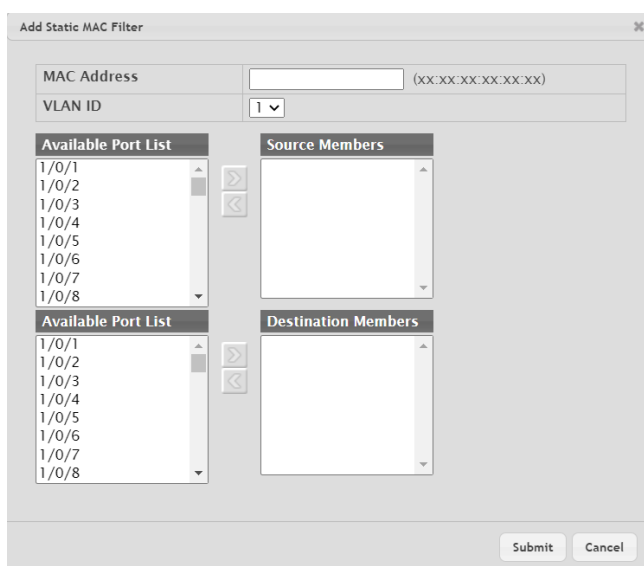 Add Static MAC Filter
MAC Address (xx:xx:xx:xx:xx:xx)
VLAN ID 1
Available Port List Source Members
1/0/1
1/0/2
1/0/3
1/0/4
1/0/5
1/0/6
1/0/7
1/0/8
Available Port List Destination Members
1/0/1
1/0/2
1/0/3
1/0/4
1/0/5
1/0/6
1/0/7
1/0/8
Submit Cancel